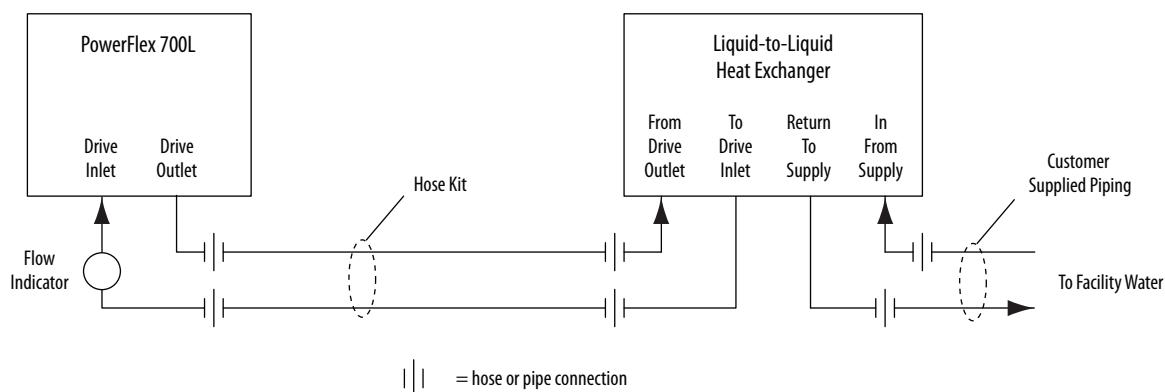 PowerFlex 700L
Drive
Inlet
Drive
Outlet
Liquid-to-Liquid
Heat Exchanger
From
Drive
Outlet
To
Drive
Inlet
Return
To
Supply
In
From
Supply
Hose Kit
Customer
Supplied Piping
Flow
Indicator
To Facility Water
= hose or pipe connection